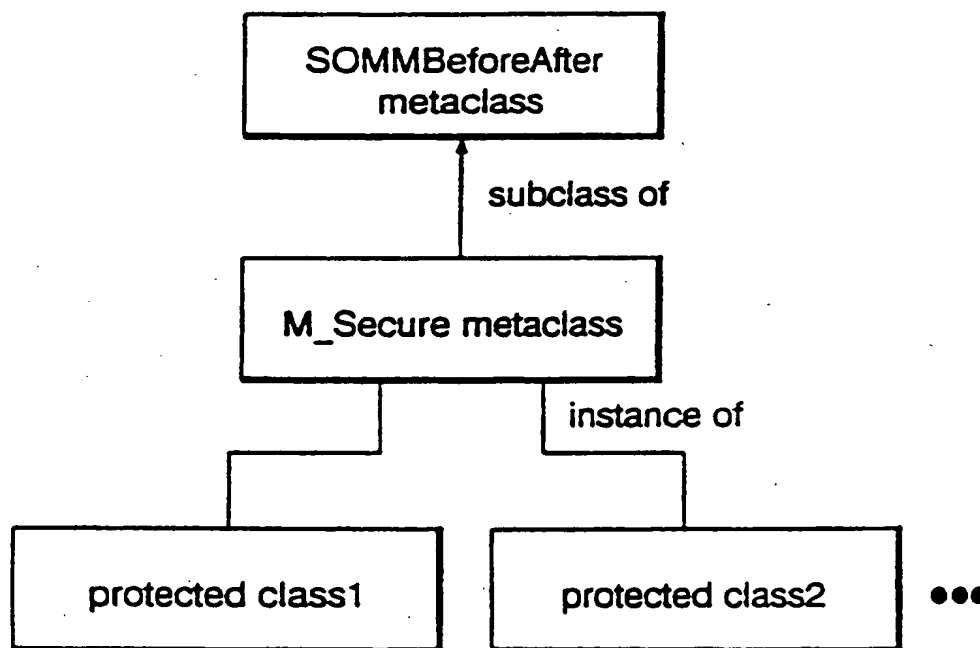 SOMMBeforeAfter
metaclass
subclass of
M_Secure metaclass
instance of
protected class1
protected class2
•••